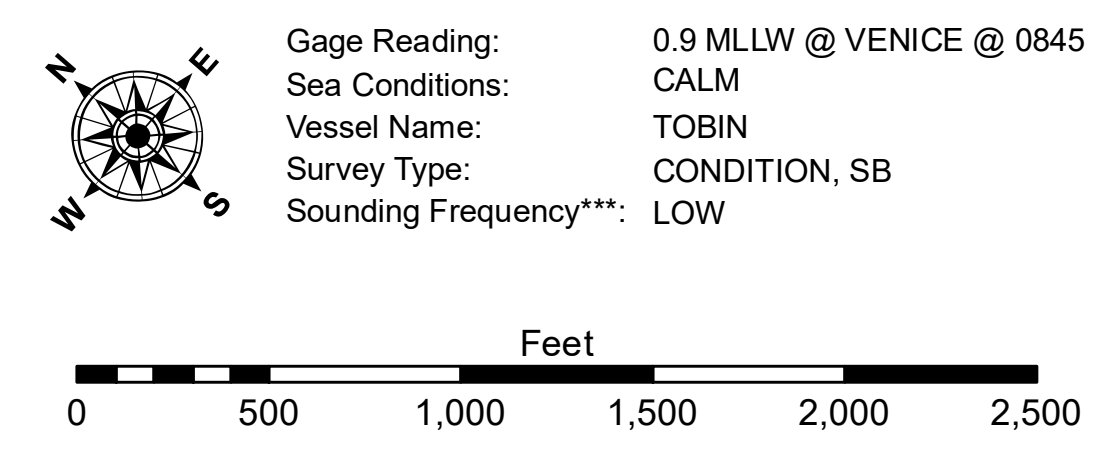 N
E
W
S
Gage Reading: 0.9 MLLW @ VENICE @ 0845
Sea Conditions: CALM
Vessel Name: TOBIN
Survey Type: CONDITION, SB
Sounding Frequency***: LOW
Feet
0 500 1,000 1,500 2,000 2,500